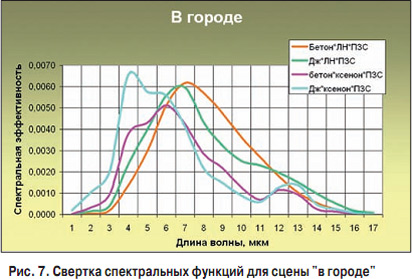 В городе
Спектральная эффективность
0,0070
0,0060
0,0050
0,0040
0,0030
0,0020
0,0010
0,0000
Бетон*ЛН*ПЗС
Дж*ЛН*ПЗС
бетон*ксенон*ПЗС
Дж*ксенон*ПЗС
1 2 3 4 5 6 7 8 9 10 11 12 13 14 15 16 17
Длина волны, мкм
Рис. 7. Свертка спектральных функций для сцены "в городе"